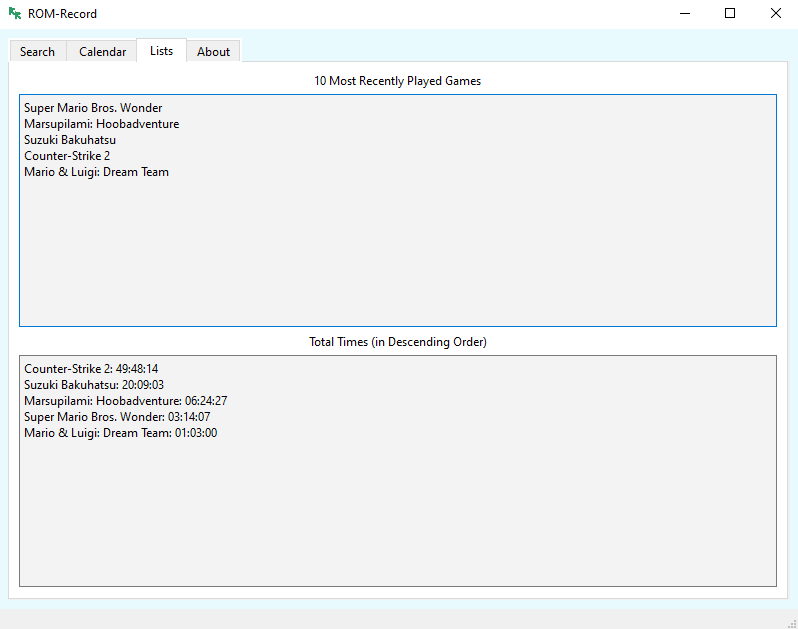 ROM-Record
Search
Calendar
Lists
About
10 Most Recently Played Games
Super Mario Bros. Wonder
Marsupilami: Hoobadventure
Suzuki Bakuhatsu
Counter-Strike 2
Mario & Luigi: Dream Team
Total Times (in Descending Order)
Counter-Strike 2: 49:48:14
Suzuki Bakuhatsu: 20:09:03
Marsupilami: Hoobadventure: 06:24:27
Super Mario Bros. Wonder: 03:14:07
Mario & Luigi: Dream Team: 01:03:00